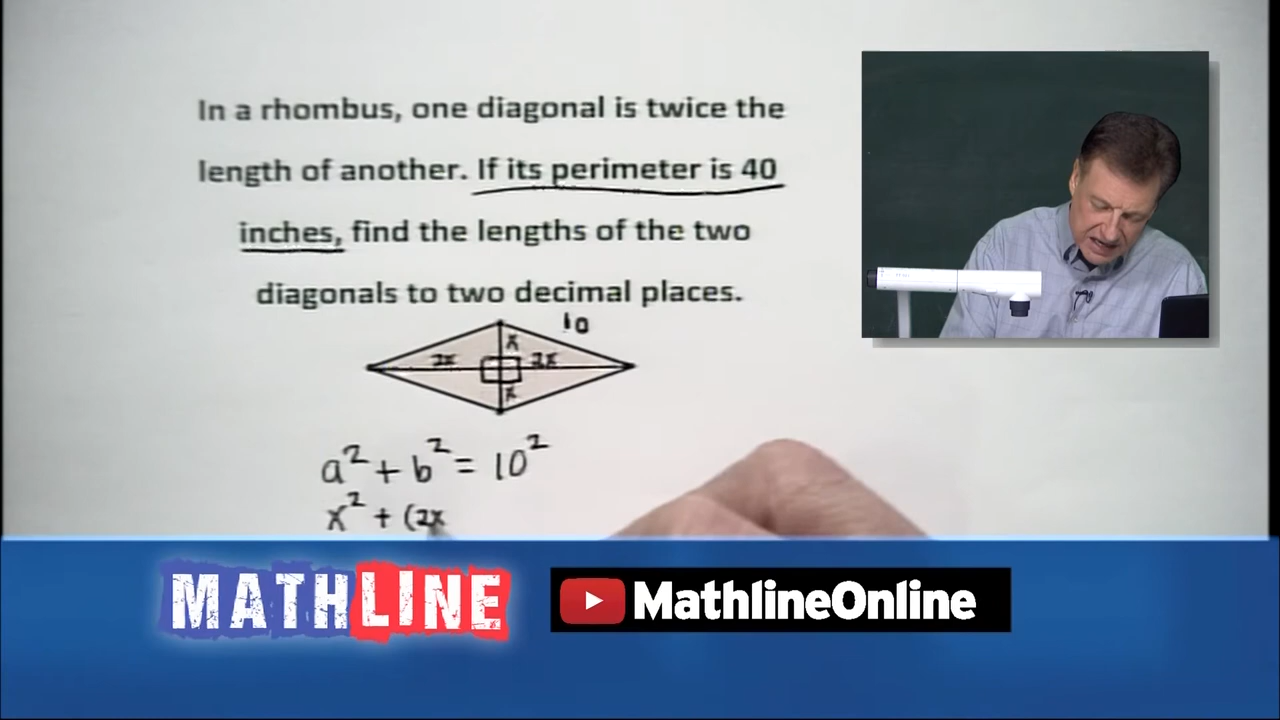 In a rhombus, one diagonal is twice the
length of another. If its perimeter is 40
inches, find the lengths of the two
diagonals to two decimal places.
10
x
2x 2x
x
a² + b² = 10²
x² + (2x
MATHLINE
MathlineOnline